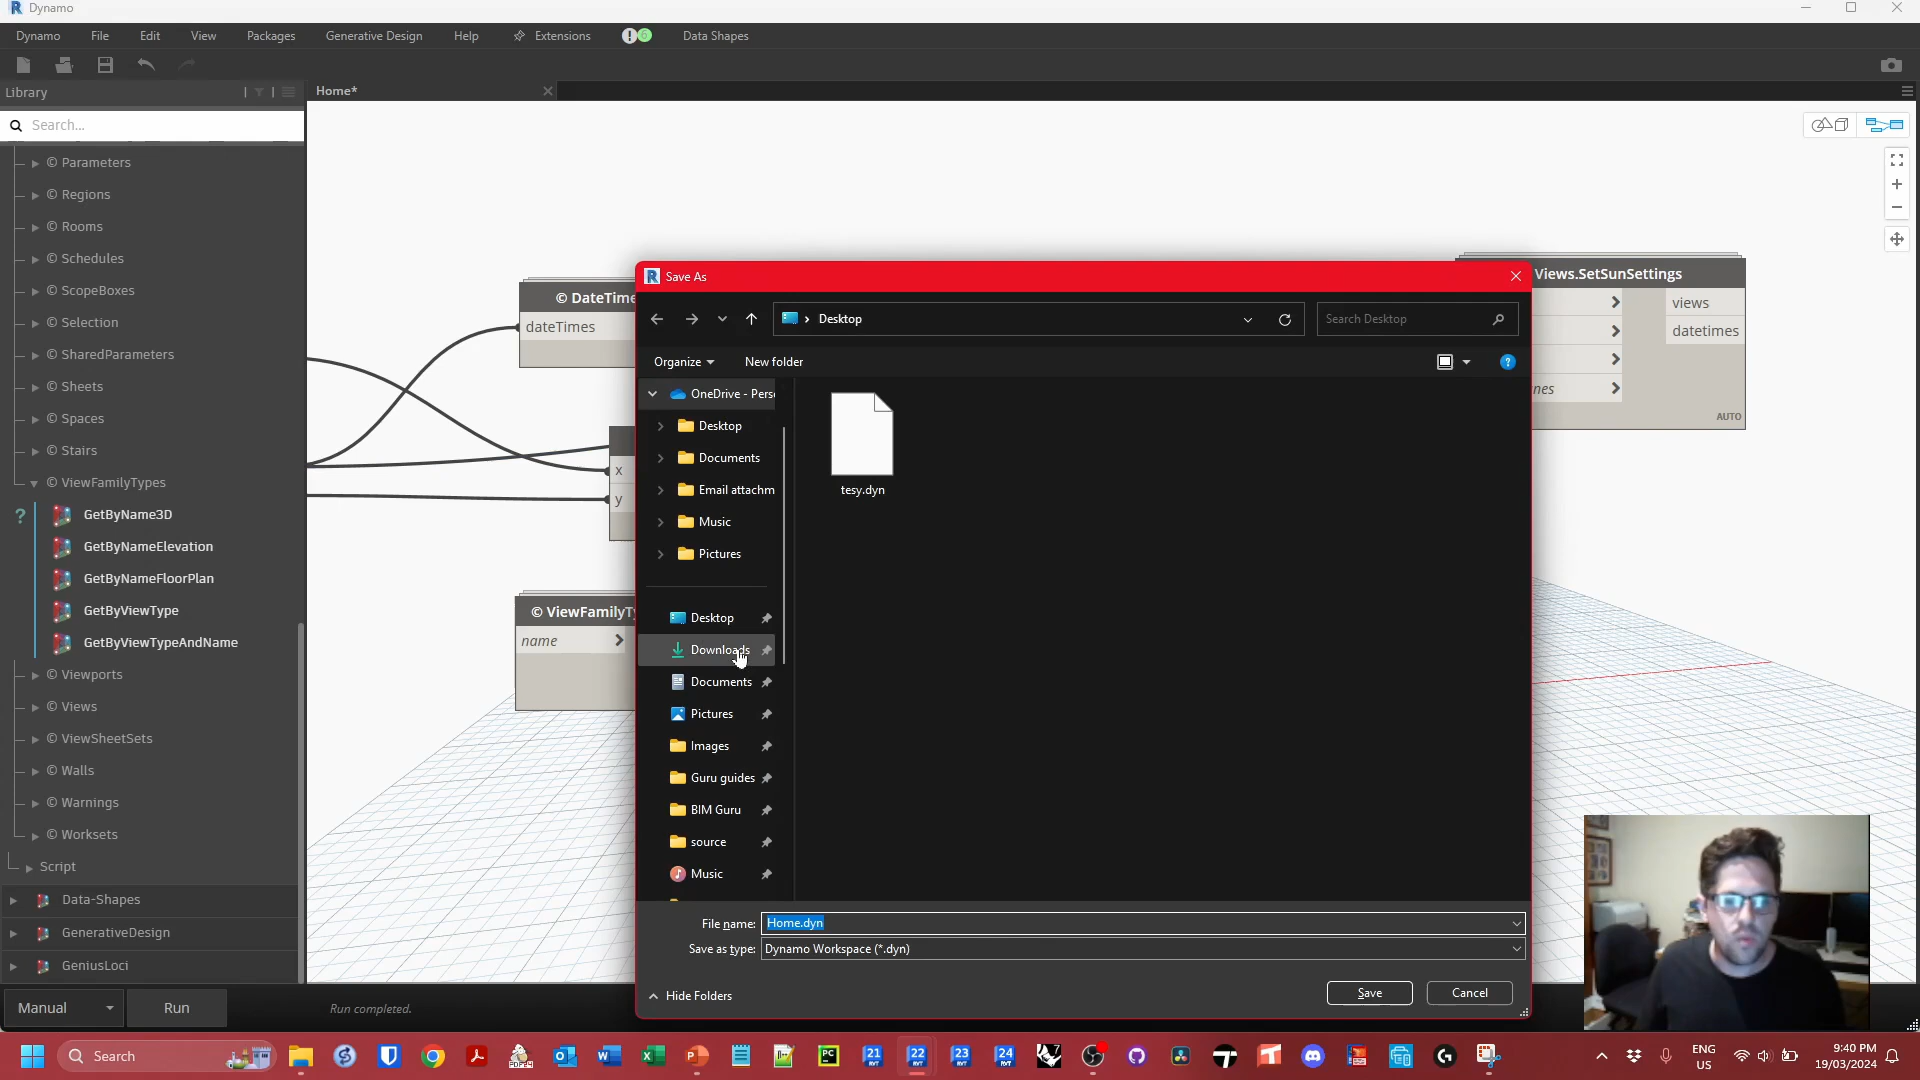 Dynamo
Dynamo File Edit View Packages Generative Design Help Extensions Data Shapes
Library
Home*
Search...
© Parameters
© Regions
© Rooms
© Schedules
© ScopeBoxes
© Selection
© SharedParameters
© Sheets
© Spaces
© Stairs
© ViewFamilyTypes
GetByName3D
GetByNameElevation
GetByNameFloorPlan
GetByViewType
GetByViewTypeAndName
© Viewports
© Views
© ViewSheetSets
© Walls
© Warnings
© Worksets
Script
Data-Shapes
GenerativeDesign
GeniusLoci
Manual
Run
Run completed.
© DateTime
dateTimes
x
y
© ViewFamilyTy
name
Views.SetSunSettings
views
datetimes
nes
AUTO
Save As
Desktop
Search Desktop
Organize
New folder
OneDrive - Perso
Desktop
Documents
Email attachm
Music
Pictures
Desktop
Downloads
Documents
Pictures
Images
Guru guides
BIM Guru
source
Music
tesy.dyn
File name: Home.dyn
Save as type: Dynamo Workspace (*.dyn)
Hide Folders
Save
Cancel
Search
21
22
23
24
ENG
US
9:40 PM
19/03/2024